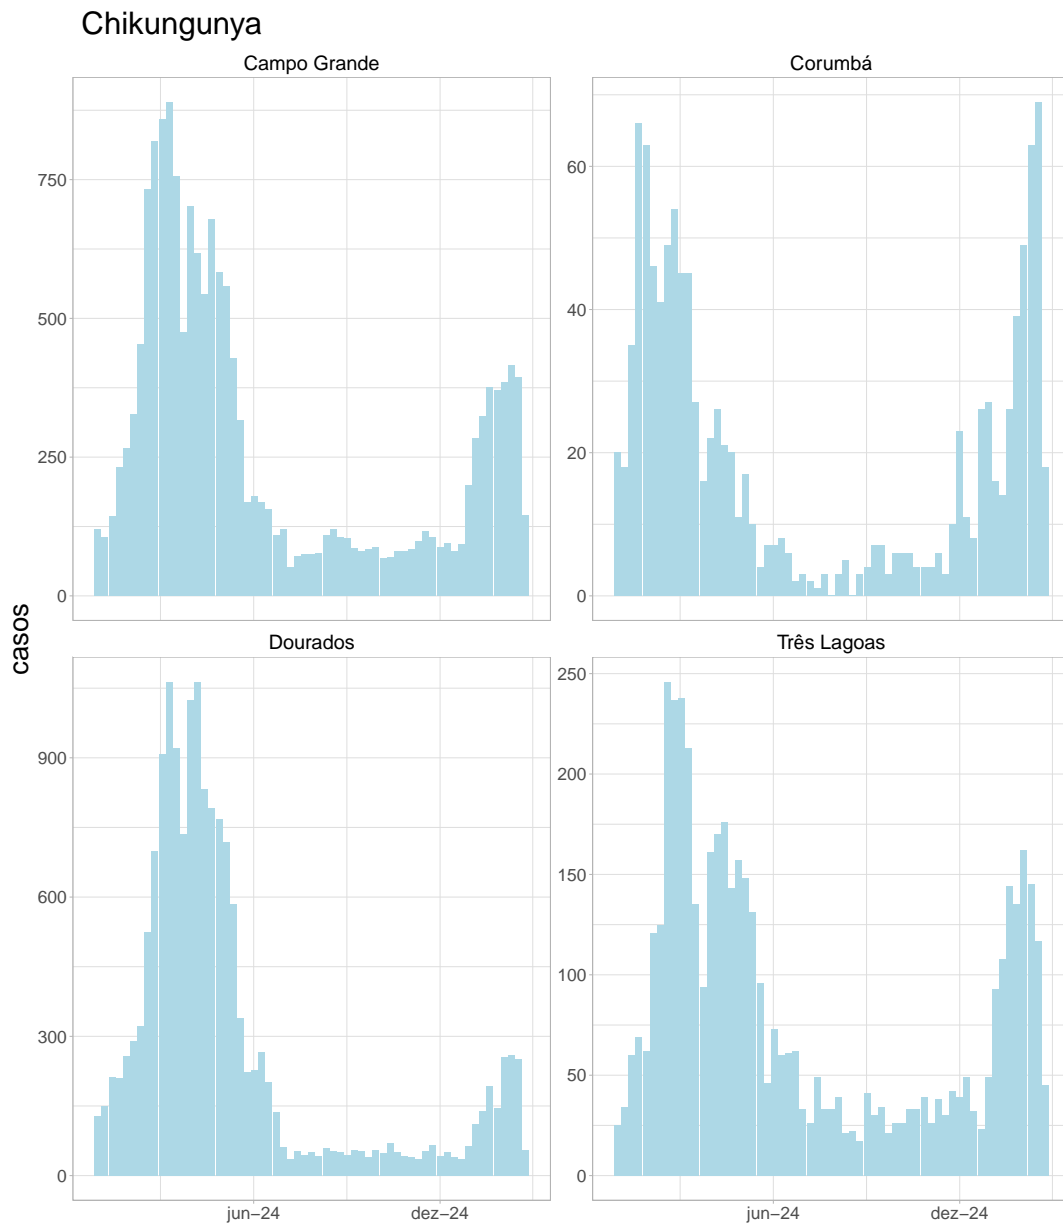 Chikungunya
Campo Grande
Corumbá
750
500
250
0
60
40
20
0
casos
Dourados
Três Lagoas
900
600
300
0
250
200
150
100
50
0
jun−24
dez−24
jun−24
dez−24